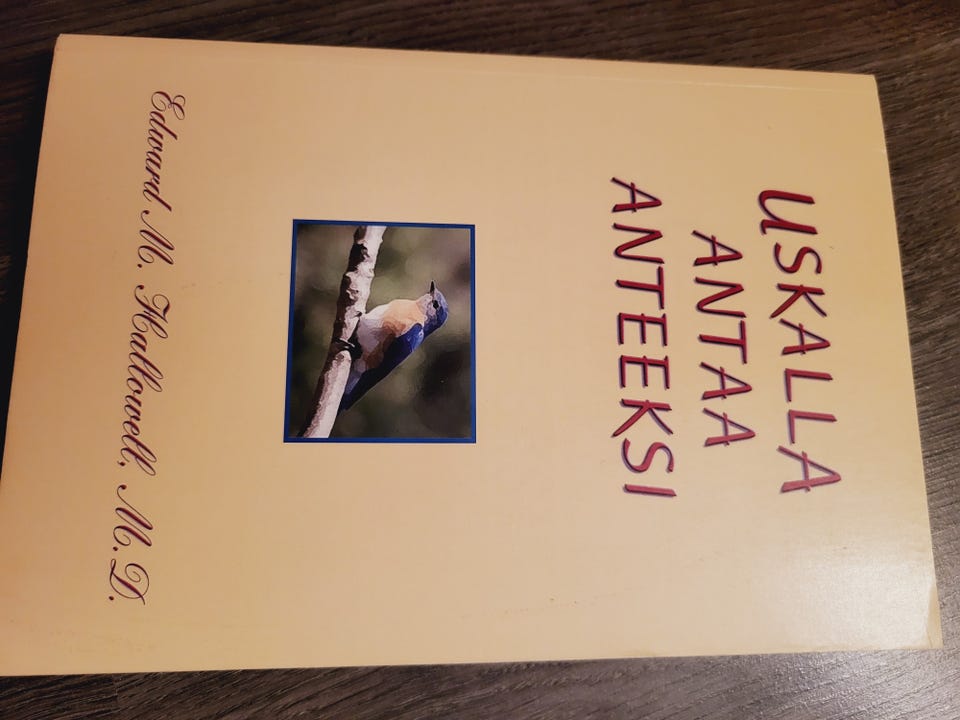 USKALLA
ANTAA
ANTEEKSI
Edward M. Hallowell, M.D.